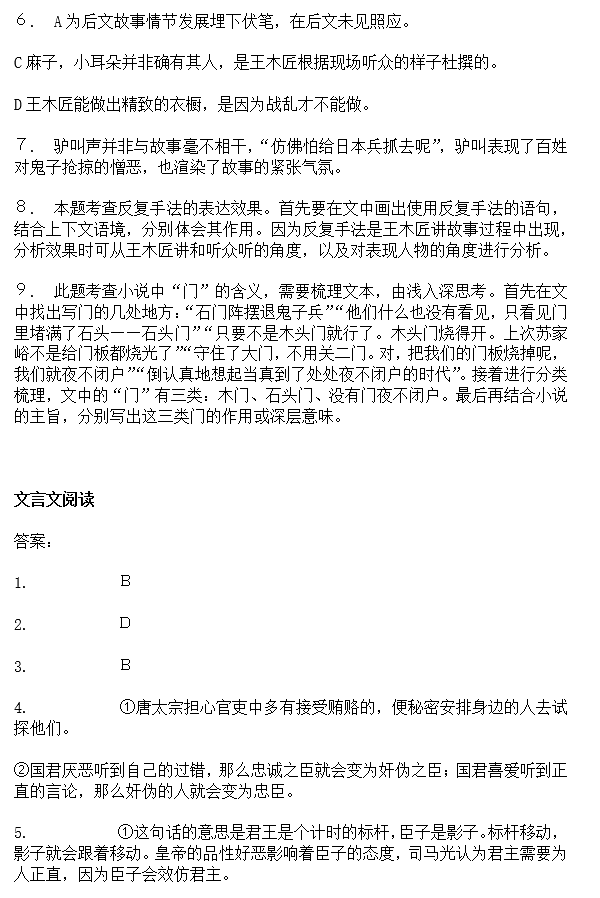 ６． A为后文故事情节发展埋下伏笔，在后文未见照应。
C麻子，小耳朵并非确有其人，是王木匠根据现场听众的样子杜撰的。
D王木匠能做出精致的衣橱，是因为战乱才不能做。
７． 驴叫声并非与故事毫不相干，“仿佛怕给日本兵抓去呢”，驴叫表现了百姓
对鬼子抢掠的憎恶，也渲染了故事的紧张气氛。
８． 本题考查反复手法的表达效果。首先要在文中画出使用反复手法的语句，
结合上下文语境，分别体会其作用。因为反复手法是王木匠讲故事过程中出现，
分析效果时可从王木匠讲和听众听的角度，以及对表现人物的角度进行分析。
９． 此题考查小说中“门”的含义，需要梳理文本，由浅入深思考。首先在文
中找出写门的几处地方：“石门阵摆退鬼子兵”“他们什么也没有看见，只看见门
里堵满了石头——石头门”“只要不是木头门就行了。木头门烧得开。上次苏家
峪不是给门板都烧光了”“守住了大门，不用关二门。对，把我们的门板烧掉呢，
我们就夜不闭户”“倒认真地想起当真到了处处夜不闭户的时代”。接着进行分类
梳理，文中的“门”有三类：木门、石头门、没有门夜不闭户。最后再结合小说
的主旨，分别写出这三类门的作用或深层意味。
文言文阅读
答案：
1. B
2. D
3. B
4. ①唐太宗担心官吏中多有接受贿赂的，便秘密安排身边的人去试
探他们。
②国君厌恶听到自己的过错，那么忠诚之臣就会变为奸伪之臣；国君喜爱听到正
直的言论，那么奸伪的人就会变为忠臣。
5. ①这句话的意思是君王是个计时的标杆，臣子是影子。标杆移动，
影子就会跟着移动。皇帝的品性好恶影响着臣子的态度，司马光认为君主需要为
人正直，因为臣子会效仿君主。